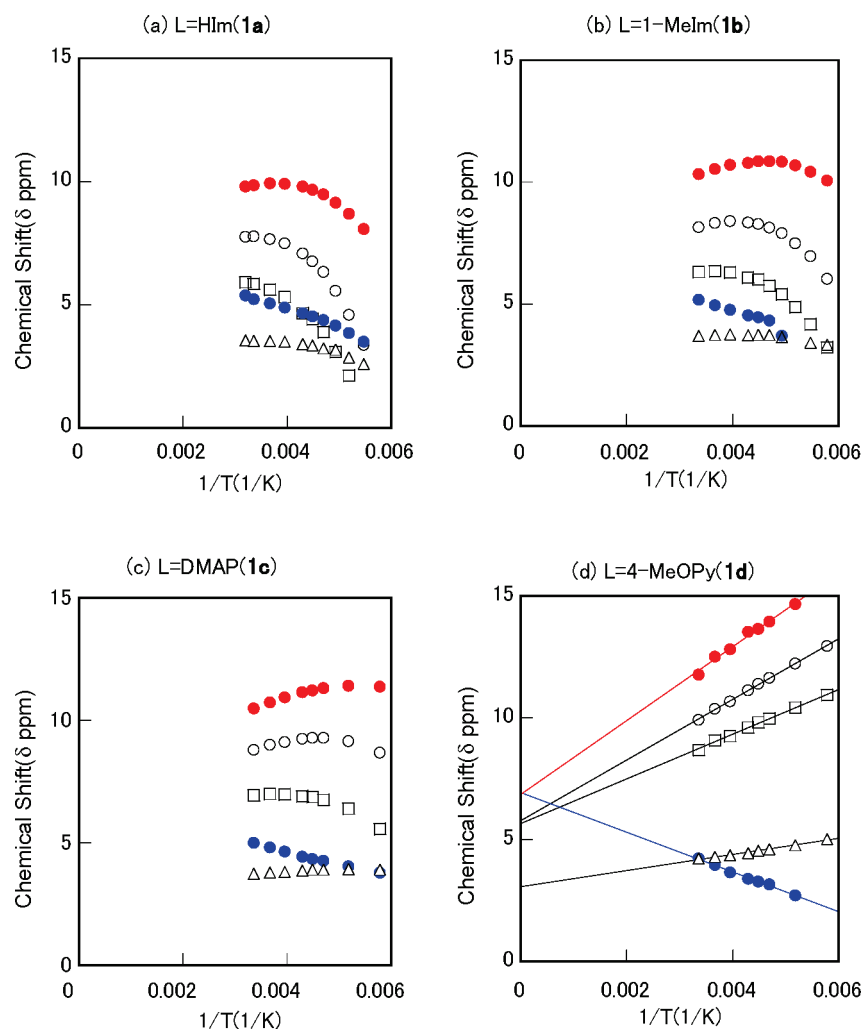 (a) L=HIm(1a)
15
10
5
0
Chemical Shift(δ ppm)
0 0.002 0.004 0.006
1/T(1/K)
(b) L=1-MeIm(1b)
15
10
5
0
Chemical Shift(δ ppm)
0 0.002 0.004 0.006
1/T(1/K)
(c) L=DMAP(1c)
15
10
5
0
Chemical Shift(δ ppm)
0 0.002 0.004 0.006
1/T(1/K)
(d) L=4-MeOPy(1d)
15
10
5
0
Chemical Shift(δ ppm)
0 0.002 0.004 0.006
1/T(1/K)